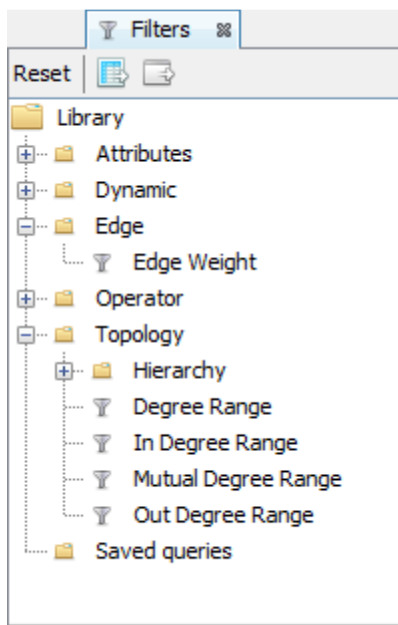 Filters
Reset
Library
Attributes
Dynamic
Edge
Edge Weight
Operator
Topology
Hierarchy
Degree Range
In Degree Range
Mutual Degree Range
Out Degree Range
Saved queries